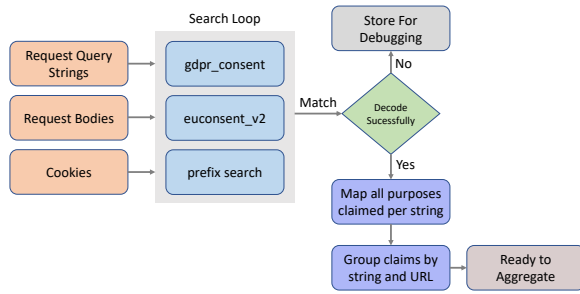 Search Loop
Request Query
Strings
gdpr_consent
Request Bodies
euconsent_v2
Cookies
prefix search
Match
Store For
Debugging
No
Decode
Sucessfully
Yes
Map all purposes
claimed per string
Group claims by
string and URL
Ready to
Aggregate